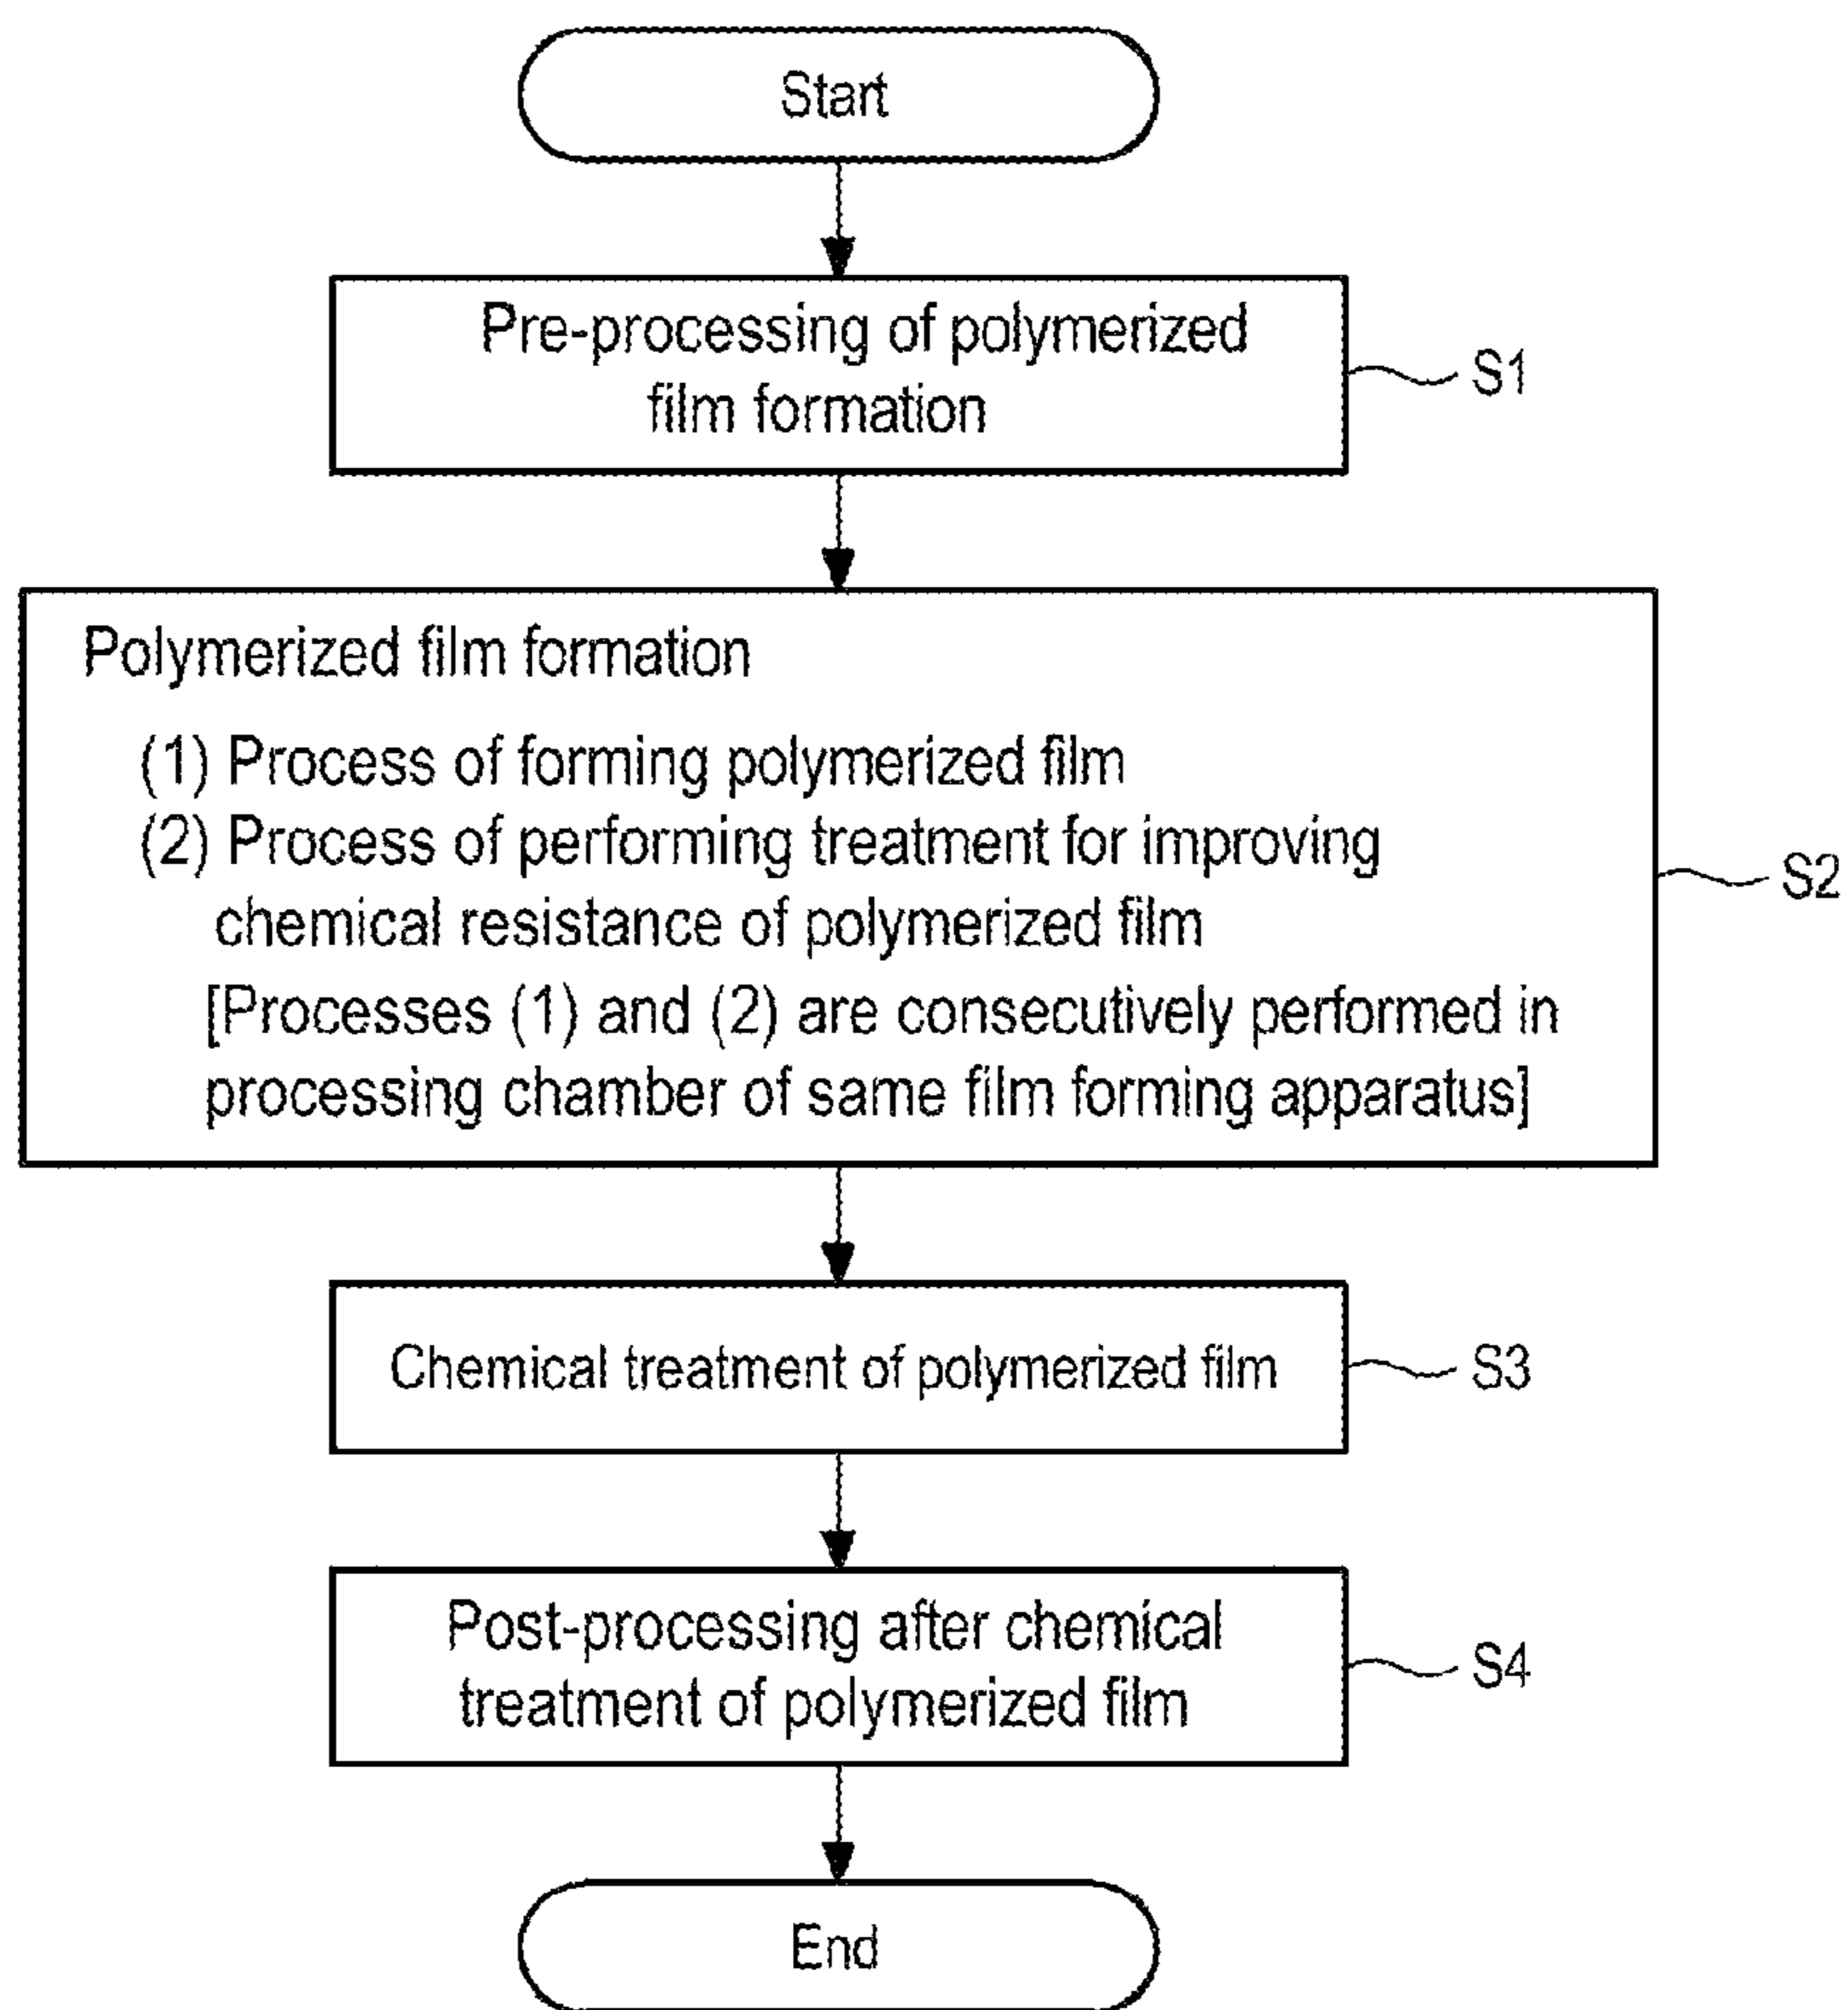 Start
Pre-processing of polymerized
film formation
S1
Polymerized film formation
(1) Process of forming polymerized film
(2) Process of performing treatment for improving
chemical resistance of polymerized film
[Processes (1) and (2) are consecutively performed in
processing chamber of same film forming apparatus]
S2
Chemical treatment of polymerized film
S3
Post-processing after chemical
treatment of polymerized film
S4
End